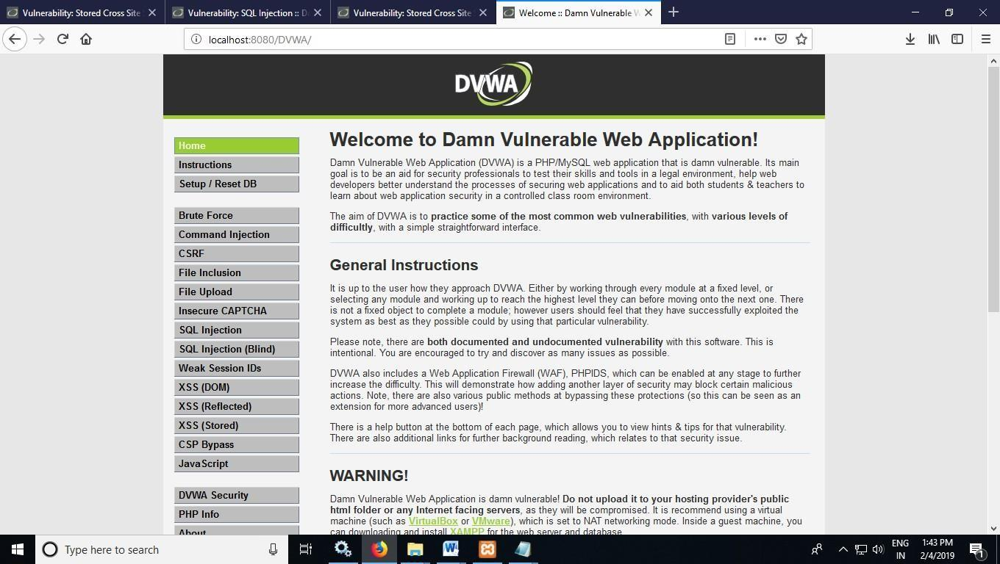 Vulnerability: Stored Cross Site
Vulnerability: SQL Injection :: D
Vulnerability: Stored Cross Site
Welcome :: Damn Vulnerable W
localhost:8080/DVWA/
DVWA
Home
Instructions
Setup / Reset DB
Brute Force
Command Injection
CSRF
File Inclusion
File Upload
Insecure CAPTCHA
SQL Injection
SQL Injection (Blind)
Weak Session IDs
XSS (DOM)
XSS (Reflected)
XSS (Stored)
CSP Bypass
JavaScript
DVWA Security
PHP Info
About
Welcome to Damn Vulnerable Web Application!
Damn Vulnerable Web Application (DVWA) is a PHP/MySQL web application that is damn vulnerable. Its main
goal is to be an aid for security professionals to test their skills and tools in a legal environment, help web
developers better understand the processes of securing web applications and to aid both students & teachers to
learn about web application security in a controlled class room environment.
The aim of DVWA is to practice some of the most common web vulnerabilities, with various levels of
difficultly, with a simple straightforward interface.
General Instructions
It is up to the user how they approach DVWA. Either by working through every module at a fixed level, or
selecting any module and working up to reach the highest level they can before moving onto the next one. There
is not a fixed object to complete a module; however users should feel that they have successfully exploited the
system as best as they possible could by using that particular vulnerability.
Please note, there are both documented and undocumented vulnerability with this software. This is
intentional. You are encouraged to try and discover as many issues as possible.
DVWA also includes a Web Application Firewall (WAF), PHPIDS, which can be enabled at any stage to further
increase the difficulty. This will demonstrate how adding another layer of security may block certain malicious
actions. Note, there are also various public methods at bypassing these protections (so this can be seen as an
extension for more advanced users)!
There is a help button at the bottom of each page, which allows you to view hints & tips for that vulnerability.
There are also additional links for further background reading, which relates to that security issue.
WARNING!
Damn Vulnerable Web Application is damn vulnerable! Do not upload it to your hosting provider's public
html folder or any Internet facing servers, as they will be compromised. It is recommend using a virtual
machine (such as VirtualBox or VMware), which is set to NAT networking mode. Inside a guest machine, you
can downloading and install XAMPP for the web server and database.
Type here to search
ENG
IN
1:43 PM
2/4/2019
1